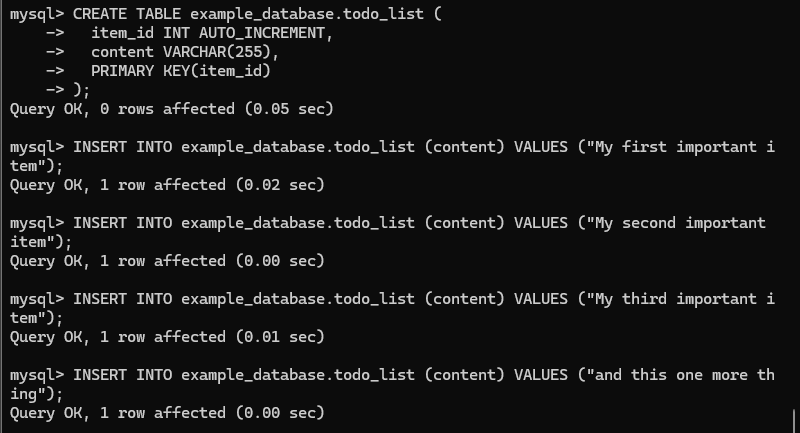 mysql> CREATE TABLE example_database.todo_list (
    ->   item_id INT AUTO_INCREMENT,
    ->   content VARCHAR(255),
    ->   PRIMARY KEY(item_id)
    -> );
Query OK, 0 rows affected (0.05 sec)

mysql> INSERT INTO example_database.todo_list (content) VALUES ("My first important i
tem");
Query OK, 1 row affected (0.02 sec)

mysql> INSERT INTO example_database.todo_list (content) VALUES ("My second important
item");
Query OK, 1 row affected (0.00 sec)

mysql> INSERT INTO example_database.todo_list (content) VALUES ("My third important i
tem");
Query OK, 1 row affected (0.01 sec)

mysql> INSERT INTO example_database.todo_list (content) VALUES ("and this one more th
ing");
Query OK, 1 row affected (0.00 sec)